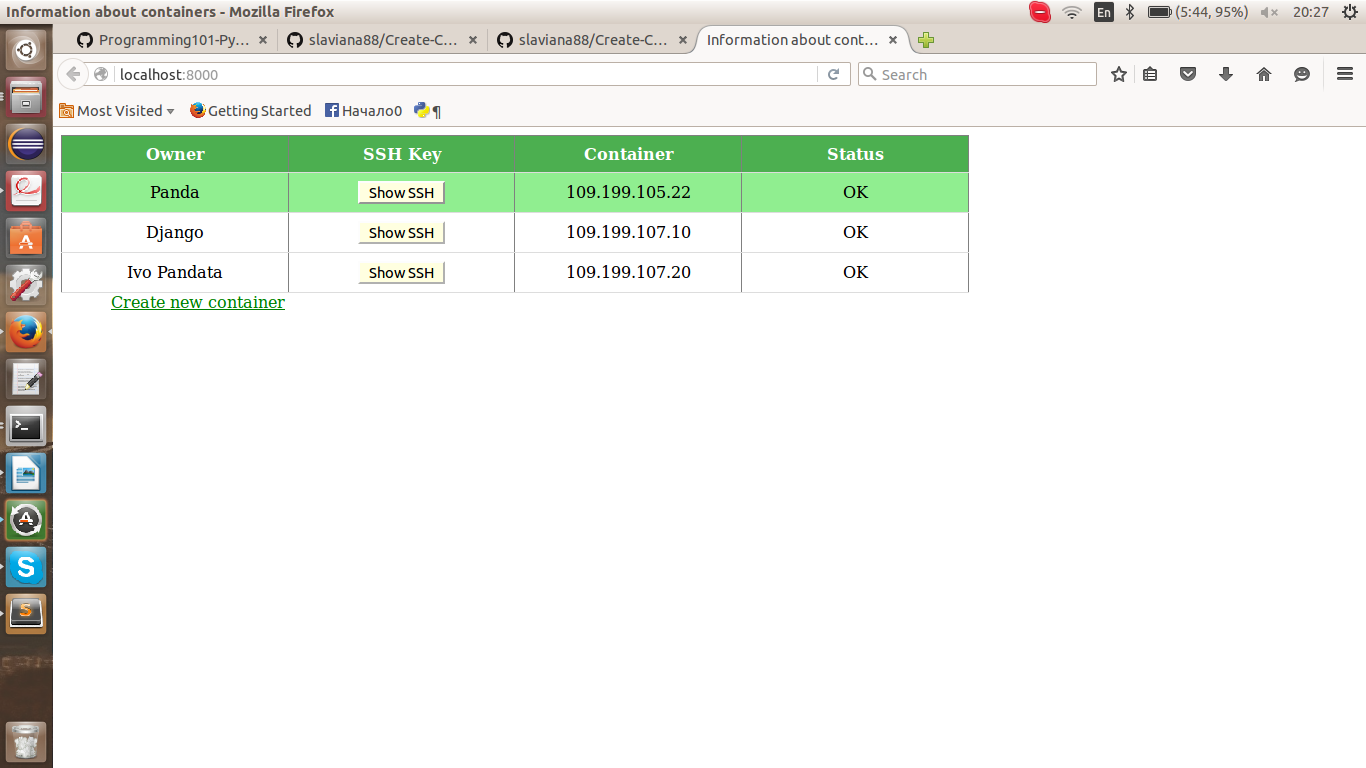 Information about containers - Mozilla Firefox
En (5:44, 95%) 20:27
Programming101-Py... slaviana88/Create-C... slaviana88/Create-C... Information about cont...
localhost:8000 Search
Most Visited Getting Started Начало0 ¶
Owner SSH Key Container Status
Panda Show SSH 109.199.105.22 OK
Django Show SSH 109.199.107.10 OK
Ivo Pandata Show SSH 109.199.107.20 OK
Create new container